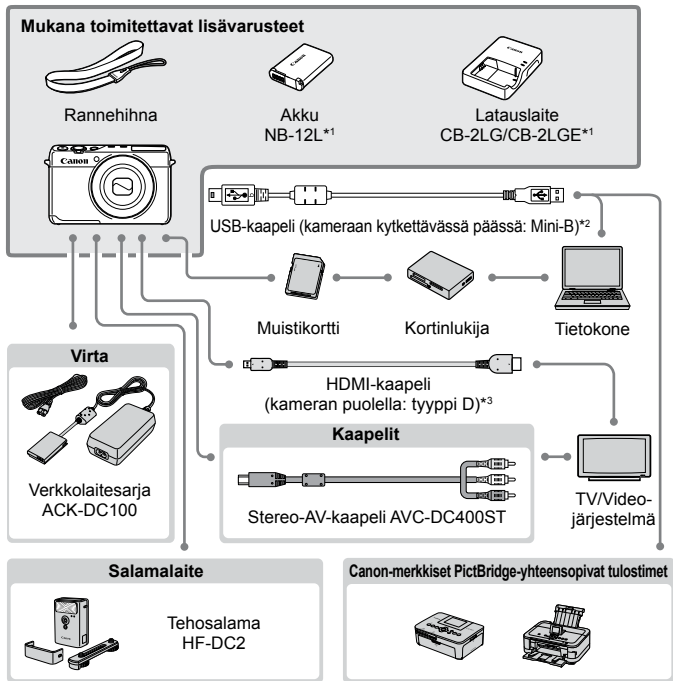 Mukana toimitettavat lisävarusteet
Rannehihna
Akku
NB-12L*1
Latauslaite
CB-2LG/CB-2LGE*1
Canon
Canon
Canon
USB-kaapeli (kameraan kytkettävässä päässä: Mini-B)*2
Muistikortti
Kortinlukija
Tietokone
Virta
Verkkolaitesarja
ACK-DC100
HDMI-kaapeli
(kameran puolella: tyyppi D)*3
Kaapelit
Stereo-AV-kaapeli AVC-DC400ST
TV/Video-
järjestelmä
Salamalaite
Tehosalama
HF-DC2
Canon-merkkiset PictBridge-yhteensopivat tulostimet